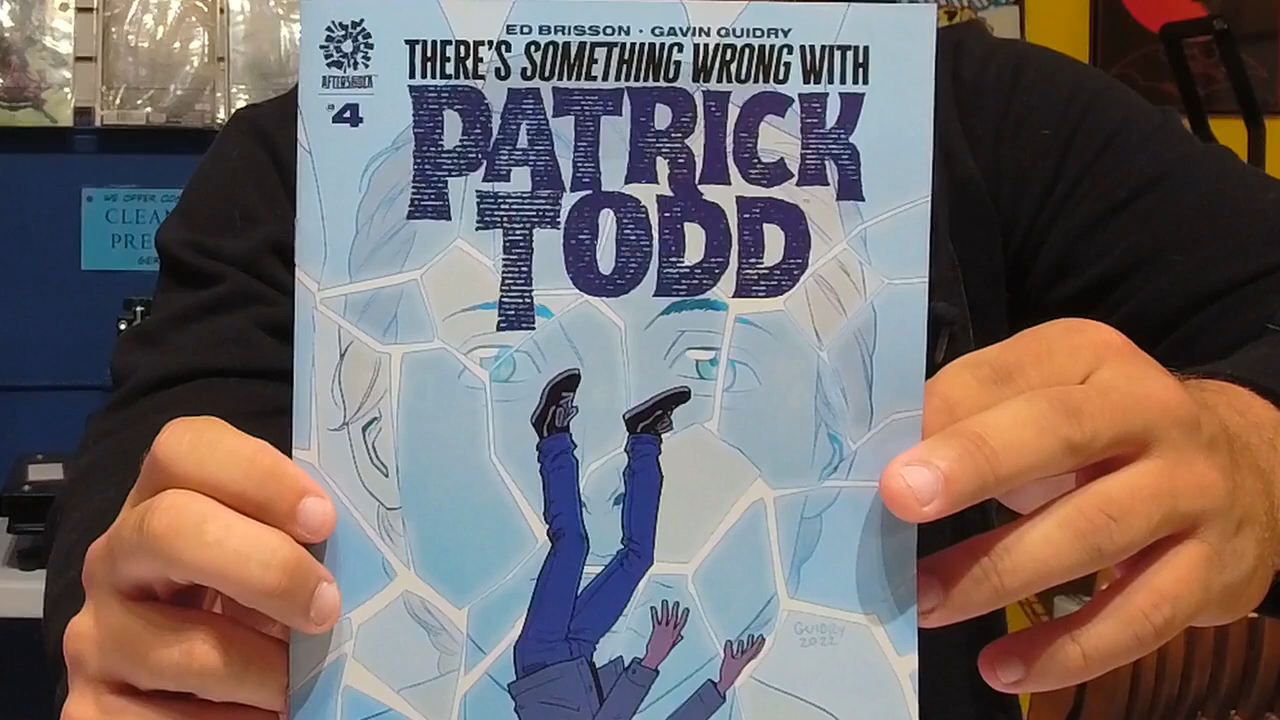 ED BRISSON · GAVIN GUIDRY
THERE'S SOMETHING WRONG WITH
PATRICK
TODD
AFTERSHOCK
#4
WE OFFER
CLEA
PRE
GUIDRY
2022